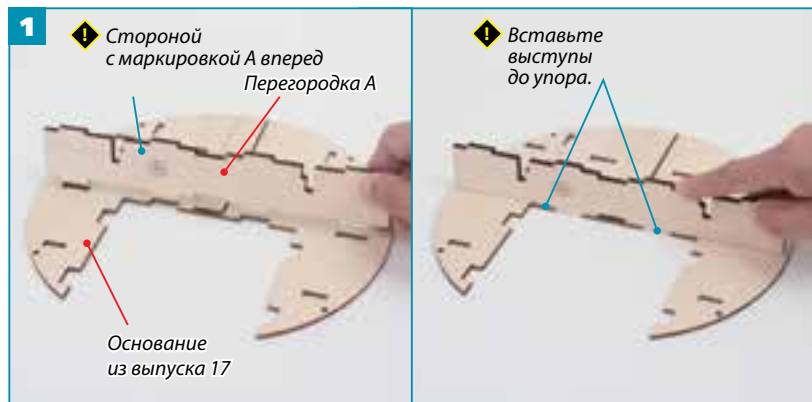 1
Стороной
с маркировкой A вперед
Перегородка A
Основание
из выпуска 17
Вставьте
выступы
до упора.